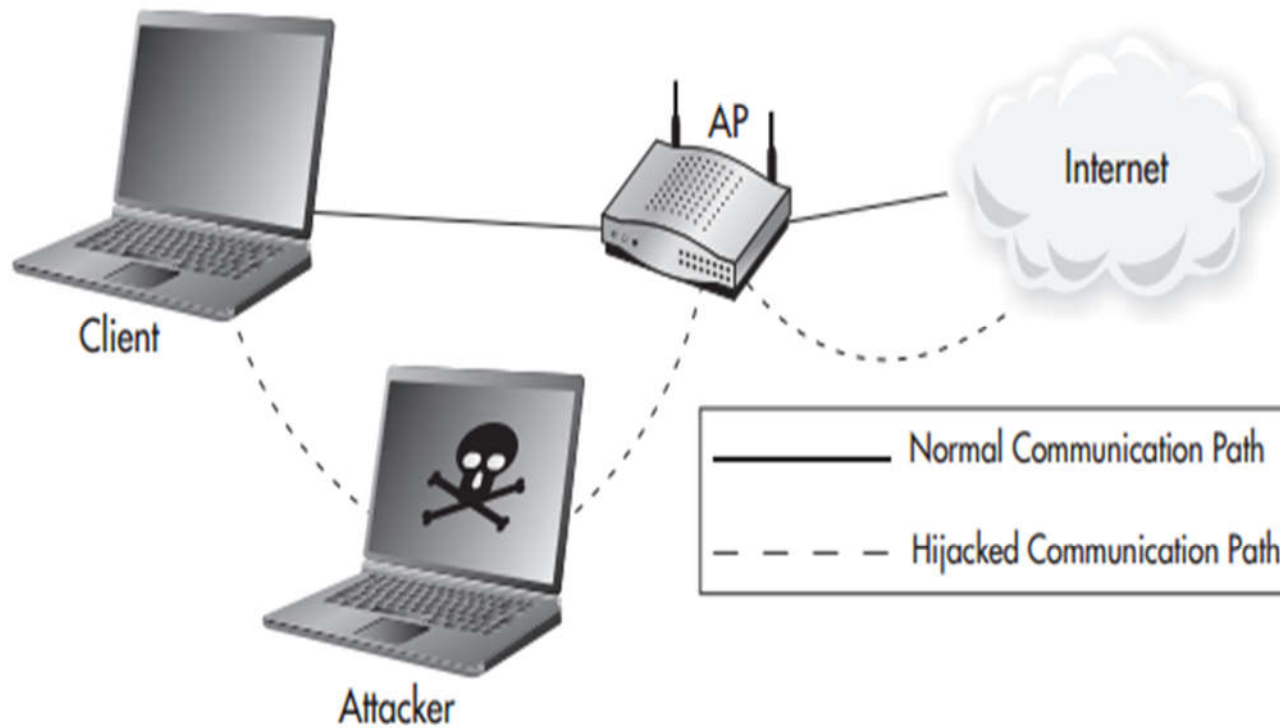 AP
Internet
Client
Normal Communication Path
Hijacked Communication Path
Attacker